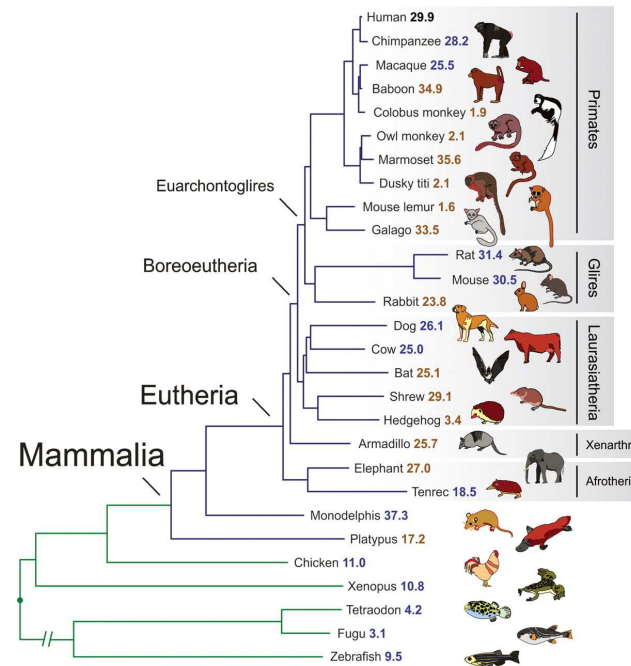 Human 29.9
Chimpanzee 28.2
Macaque 25.5
Baboon 34.9
Colobus monkey 1.9
Owl monkey 2.1
Marmoset 35.6
Dusky titi 2.1
Mouse lemur 1.6
Galago 33.5
Primates
Euarchontoglires
Rat 31.4
Mouse 30.5
Rabbit 23.8
Glires
Boreoeutheria
Dog 26.1
Cow 25.0
Bat 25.1
Shrew 29.1
Hedgehog 3.4
Laurasiatheria
Eutheria
Armadillo 25.7
Xenarthr
Mammalia
Elephant 27.0
Tenrec 18.5
Afrotheri
Monodelphis 37.3
Platypus 17.2
Chicken 11.0
Xenopus 10.8
Tetraodon 4.2
Fugu 3.1
Zebrafish 9.5